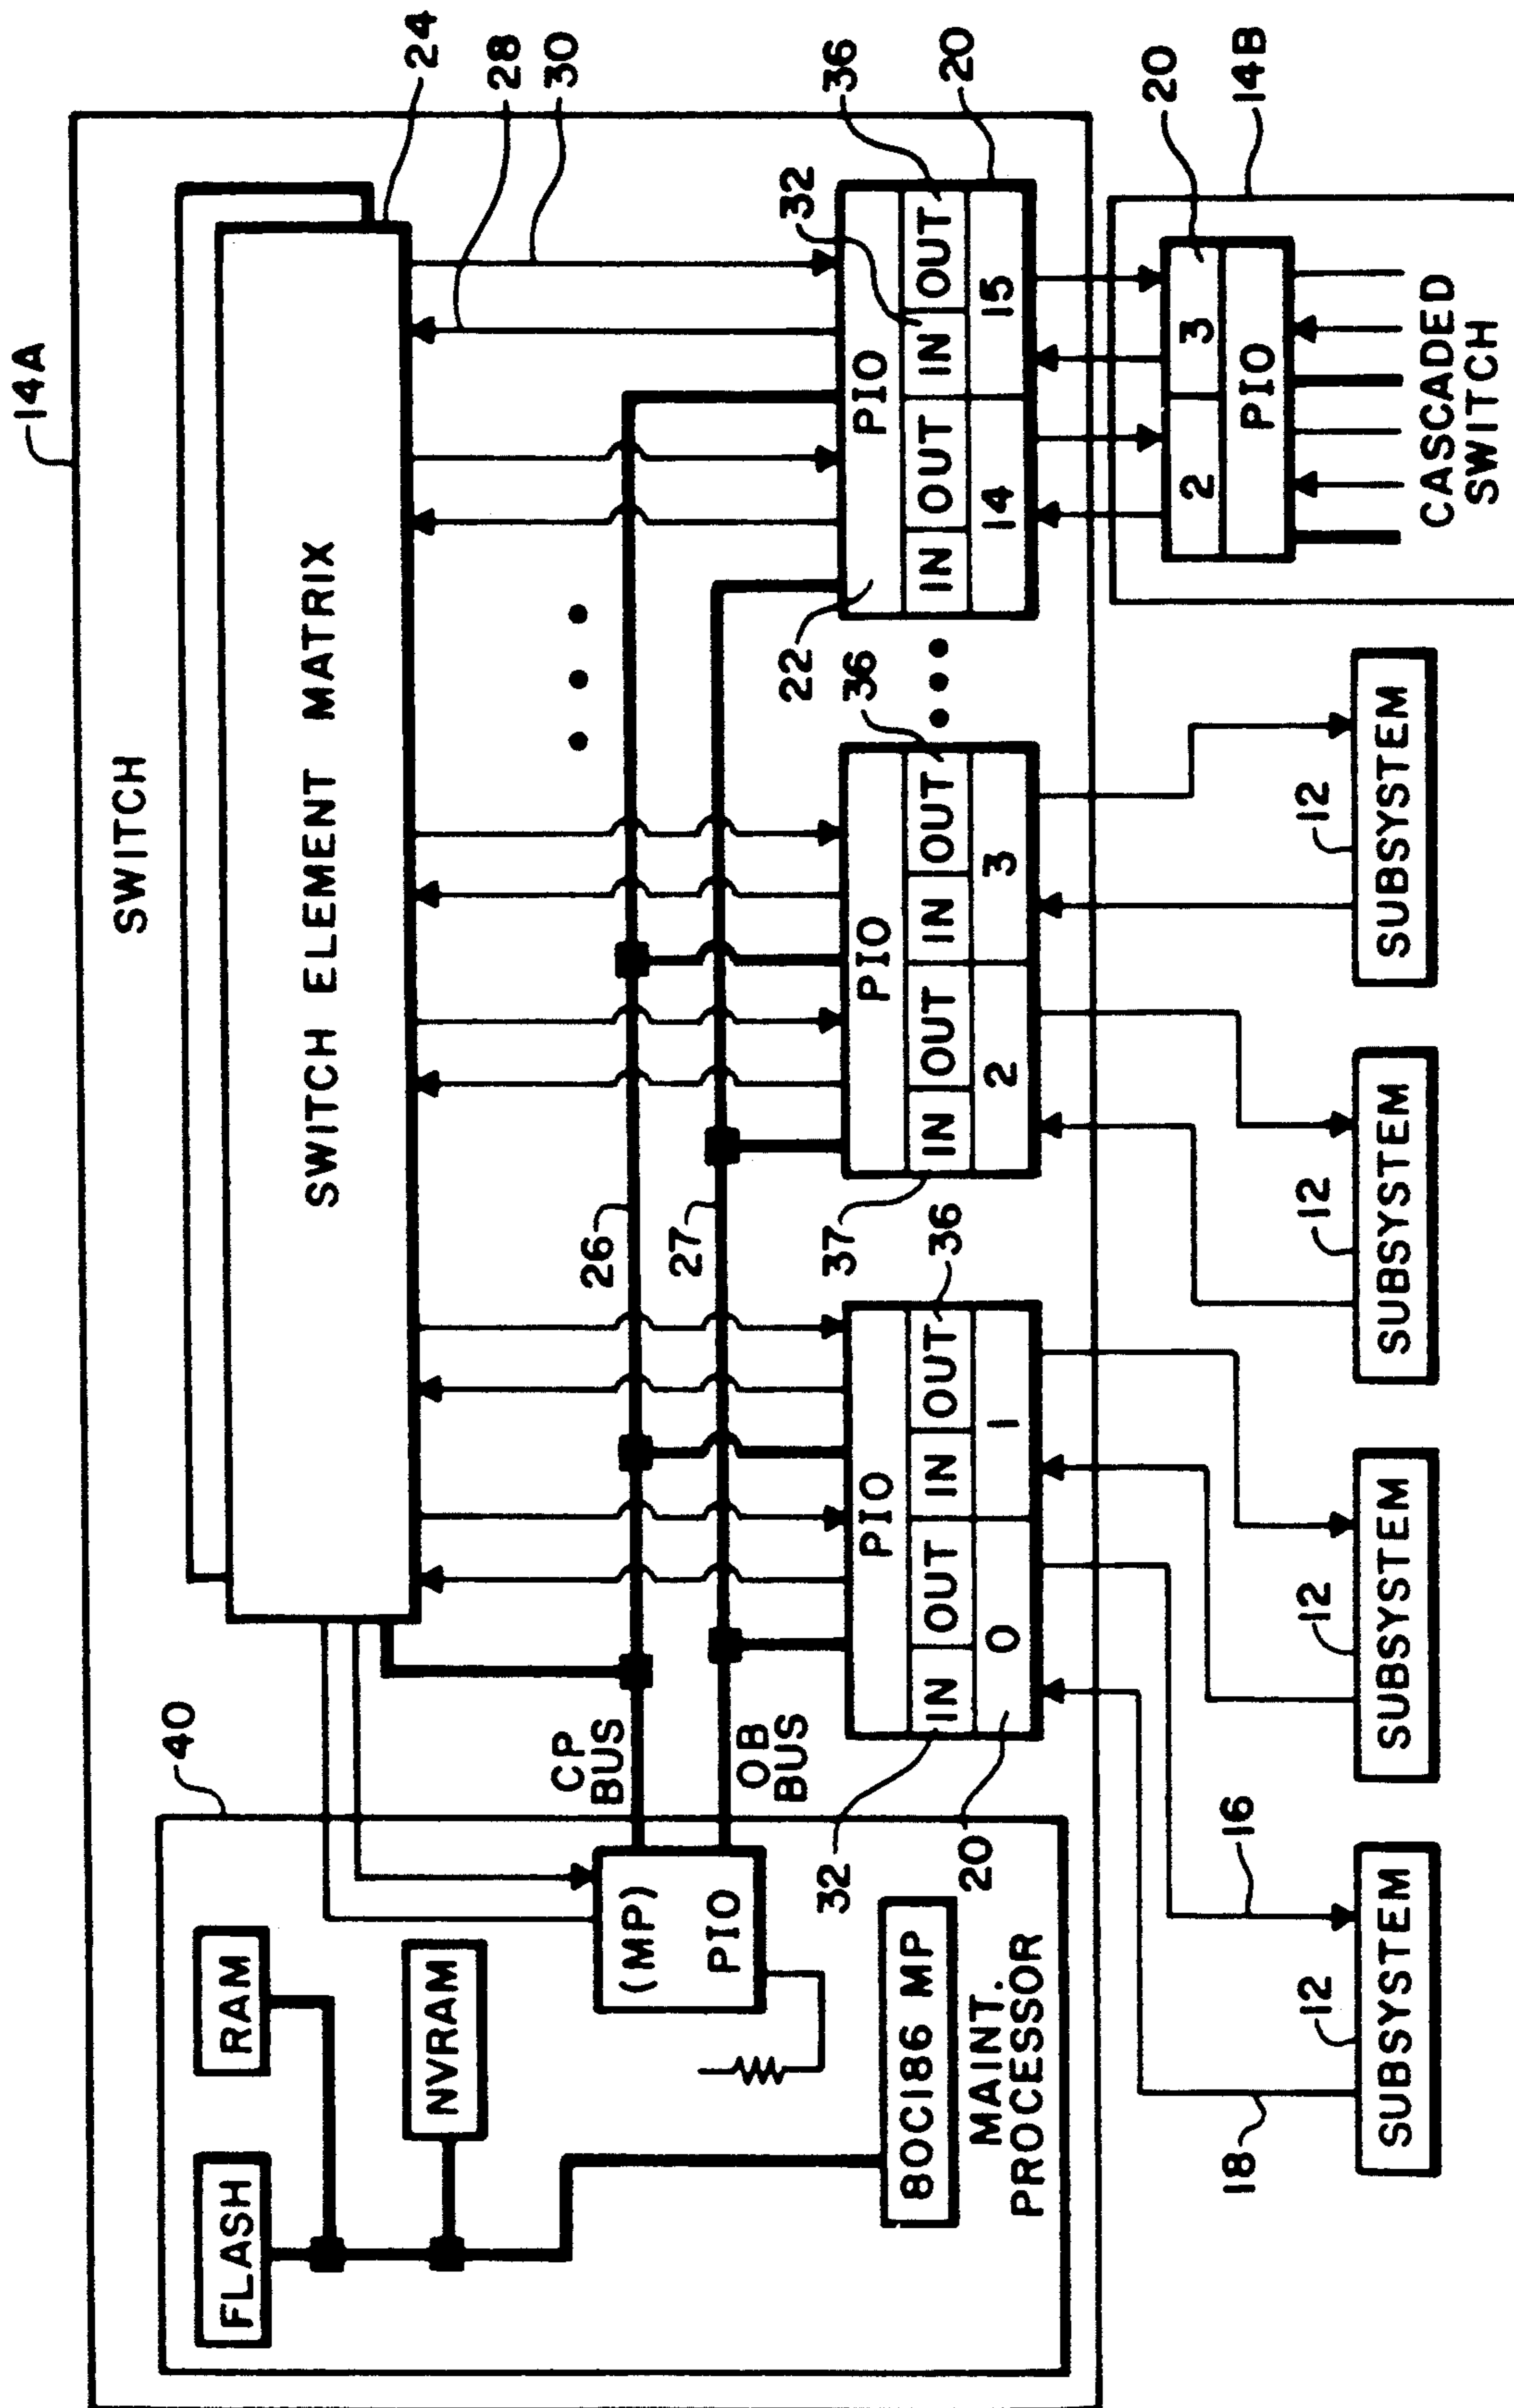 14A
SWITCH
24
28
30
SWITCH ELEMENT MATRIX
40
FLASH
RAM
NVRAM
(MP)
PIO
80C186 MP
MAINT.
PROCESSOR
CP
BUS
OB
BUS
26
27
32
20
PIO
IN OUT IN OUT
0 1
36
37
PIO
IN OUT IN OUT
2 3
36
22
PIO
IN OUT IN OUT
14 15
32
36
20
18
16
12
SUBSYSTEM
12
SUBSYSTEM
12
SUBSYSTEM
12
SUBSYSTEM
20
14B
2 3
PIO
CASCADED
SWITCH